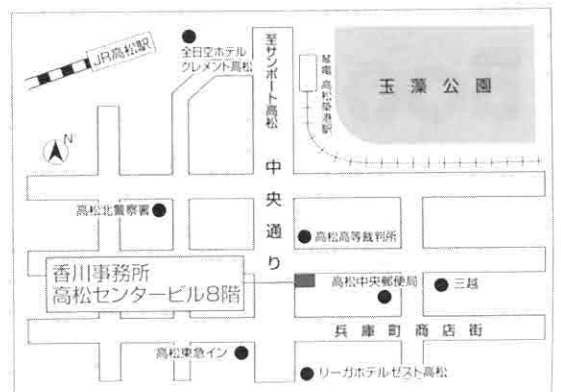 JR高松駅
全日空ホテル
クレメント高松
至サンポート高松
琴電 高松築港駅
玉藻公園
N
中央通り
高松北警察署
高松高等裁判所
香川事務所
高松センタービル8階
高松中央郵便局
三越
兵庫町商店街
高松東急イン
リーガホテルゼスト高松